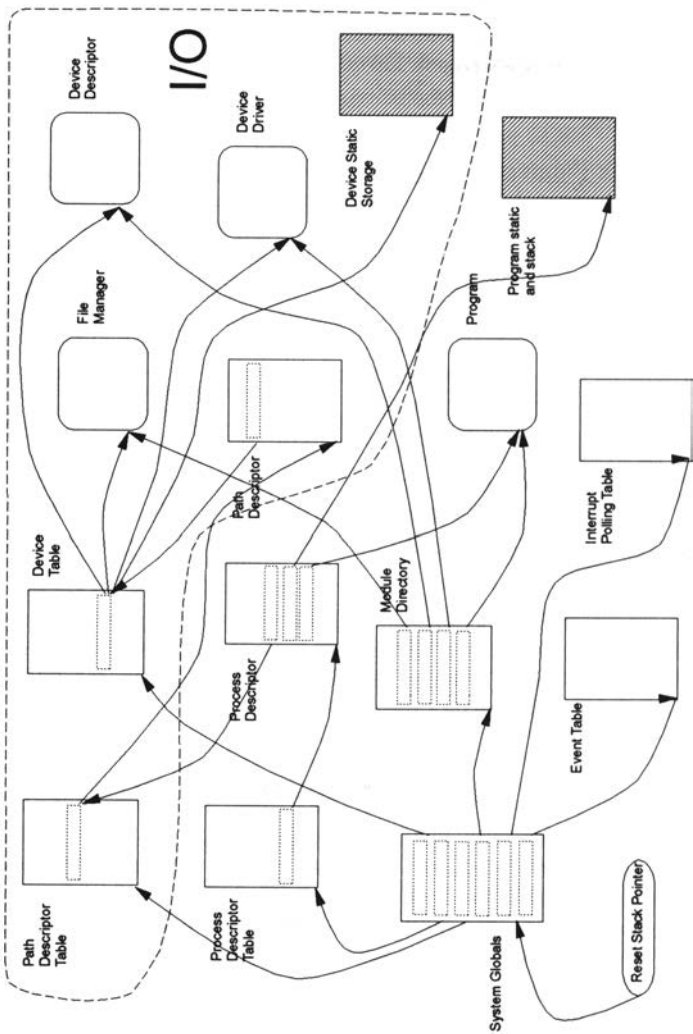 I/O
Device
Descriptor
Device
Driver
Device Static
Storage
Program static
and stack
File
Manager
Program
Path
Descriptor
Device
Table
Interrupt
Polling Table
Process
Descriptor
Module
Directory
Event Table
Path
Descriptor
Table
Process
Descriptor
Table
System Globals
Reset Stack Pointer